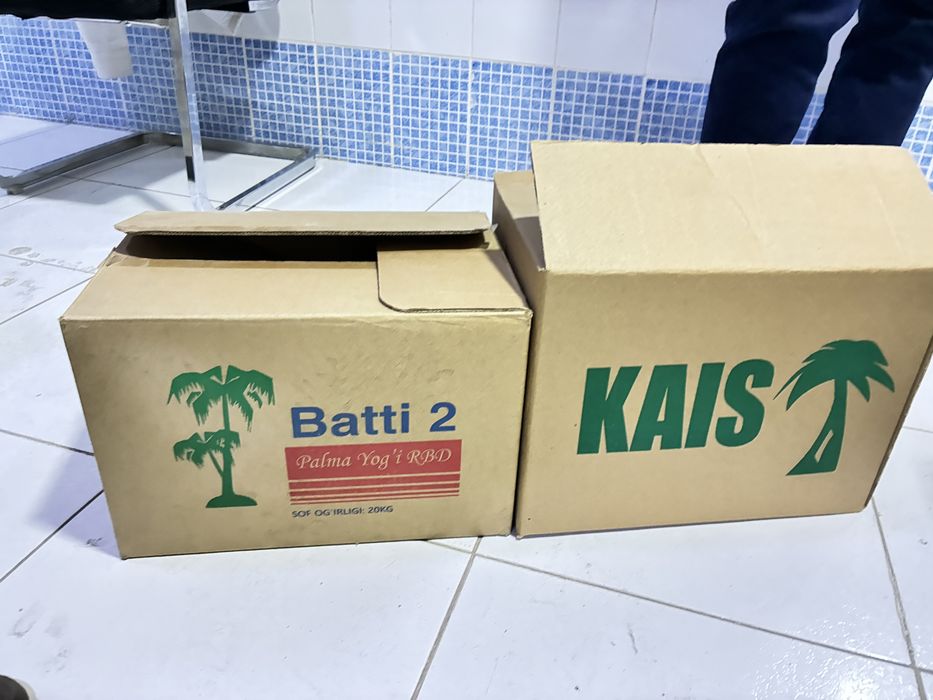 Batti 2
Palma Yog'i RBD
SOF OG'IRLIGI: 20KG
KAIS